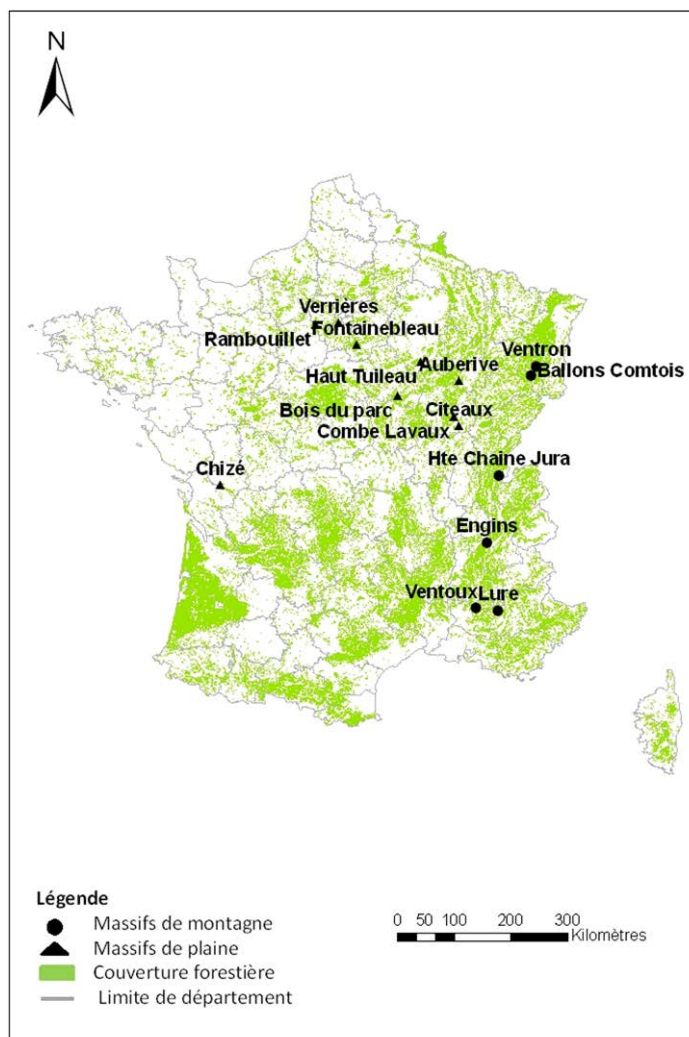 N
Verrières
Fontainebleau
Rambouillet
Ventron
Auberive
Ballons Comtois
Haut Tuileau
Bois du parc
Citeaux
Combe Lavaux
Hte Chaine Jura
Chizé
Engins
Ventoux
Lure
Légende
Massifs de montagne
Massifs de plaine
Couverture forestière
Limite de département
0 50 100 200 300
Kilomètres